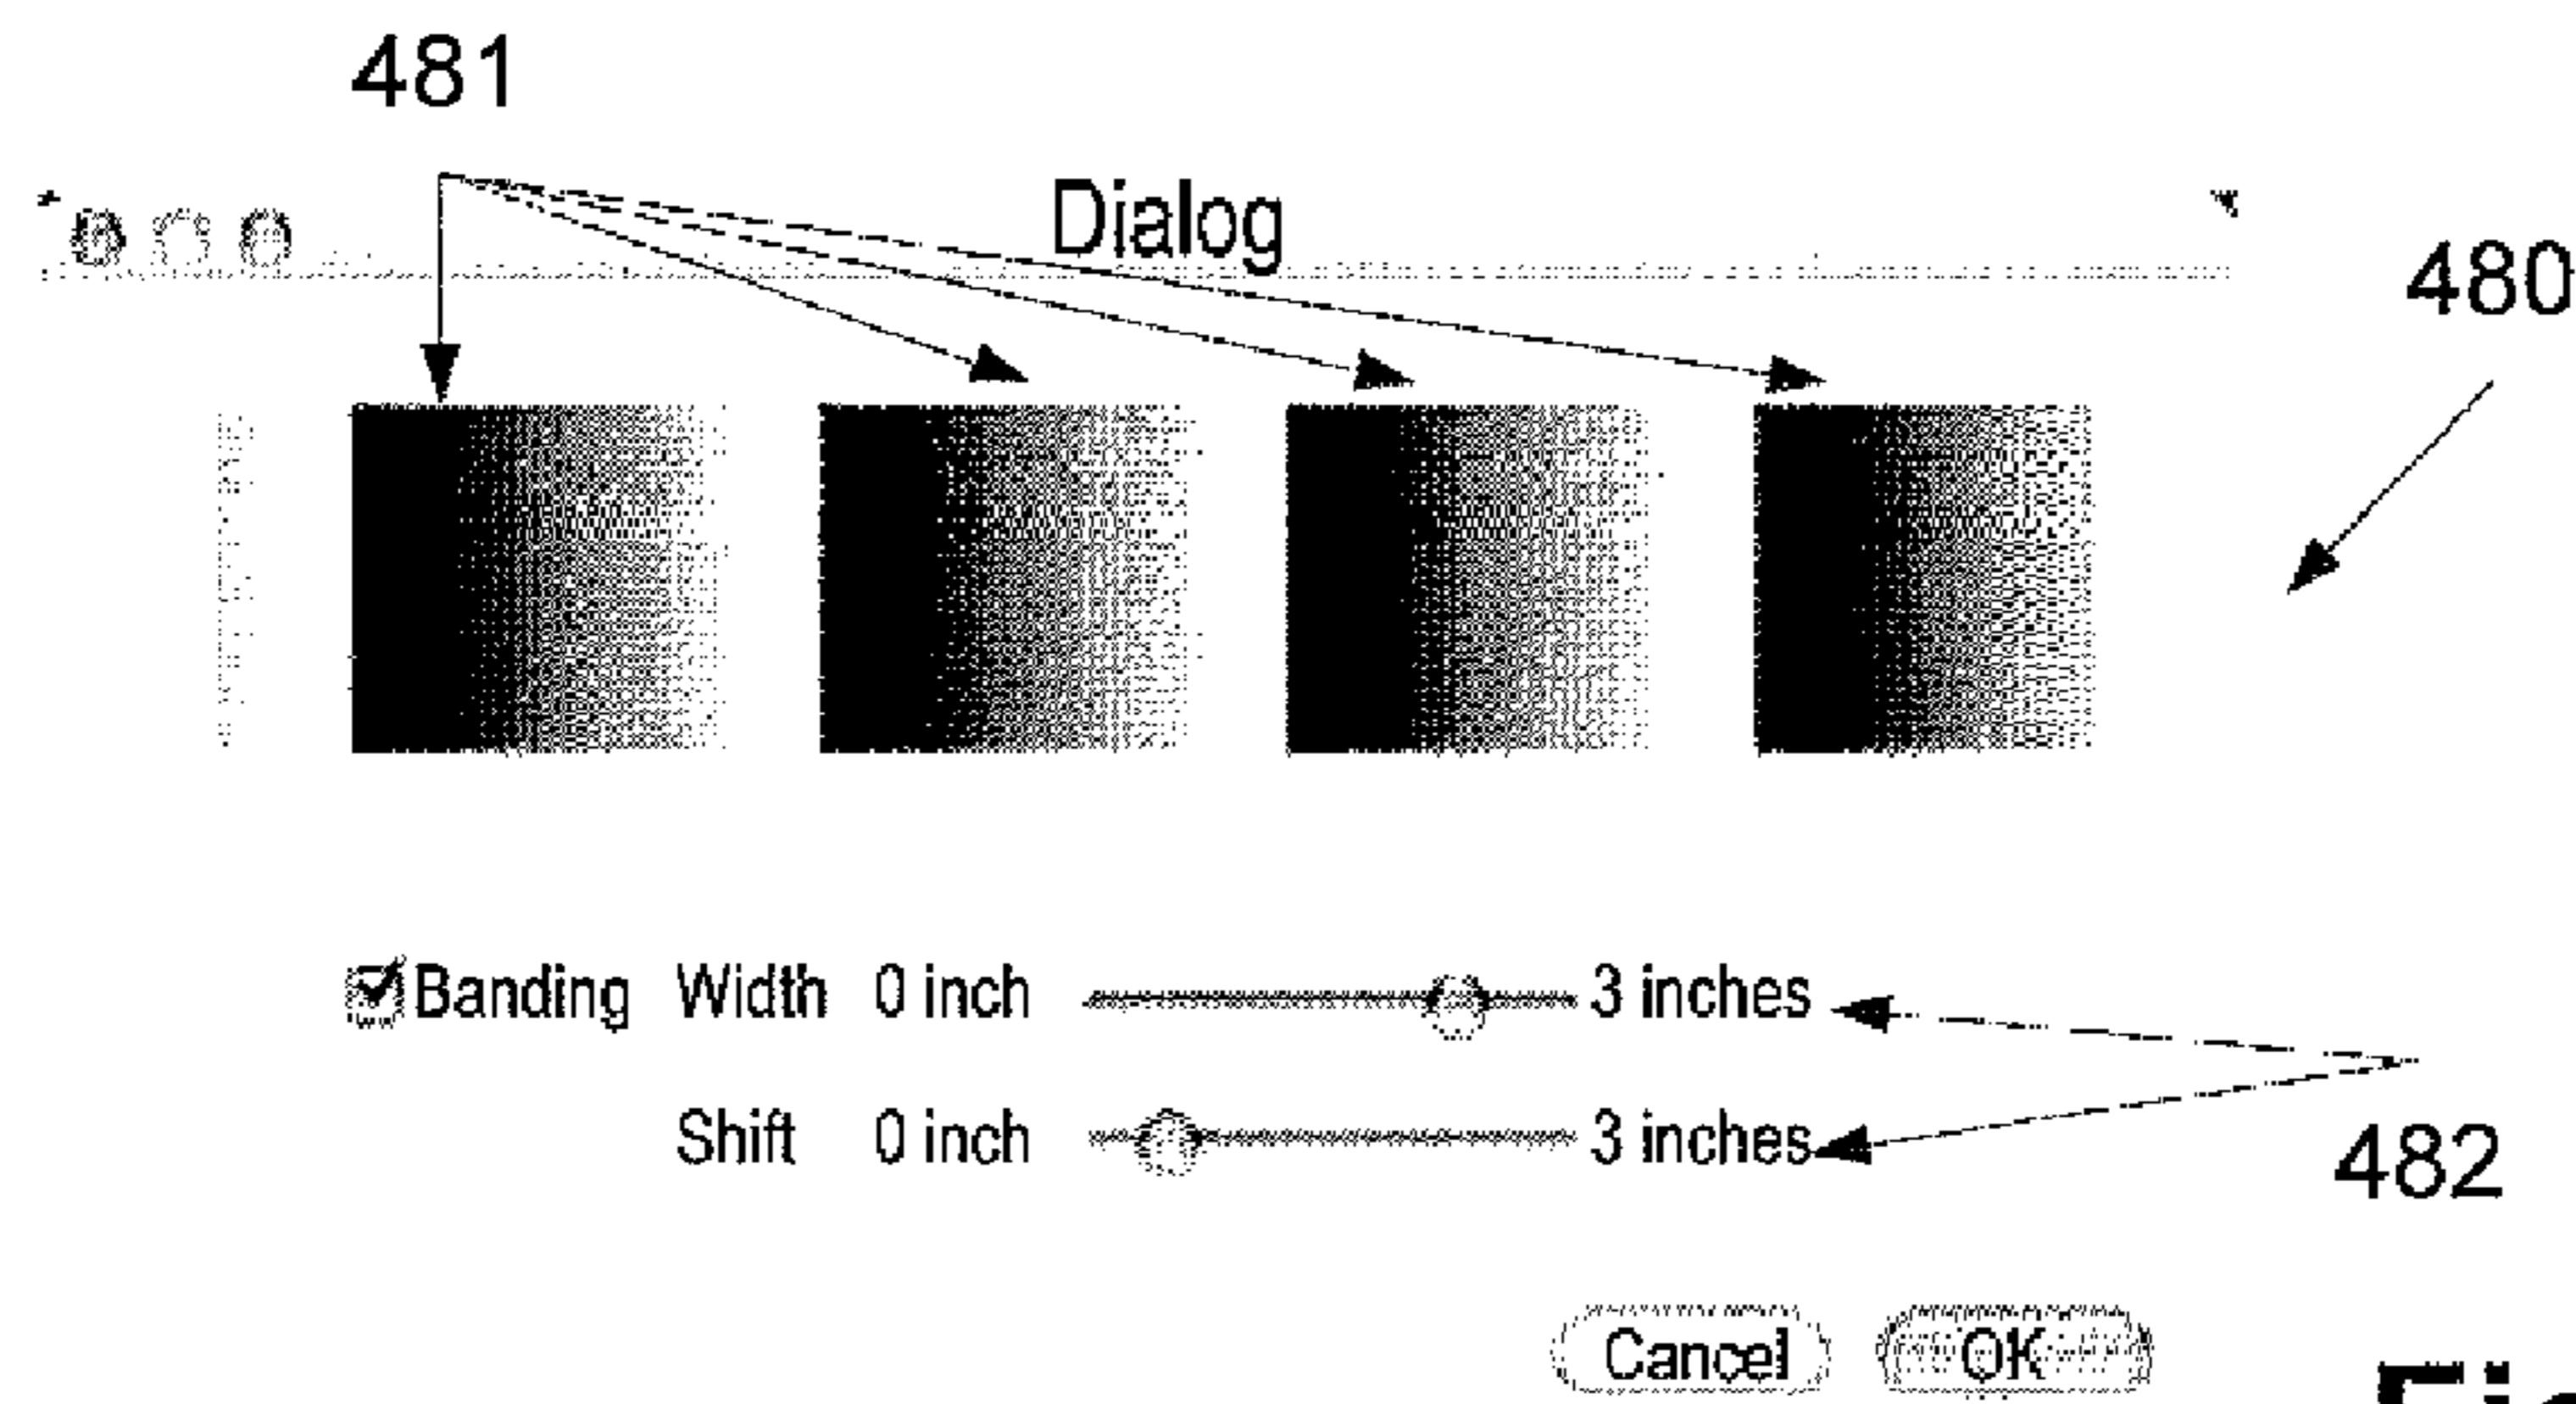 481
Dialog
480
Banding Width 0 inch 3 inches
Shift 0 inch 3 inches
482
Cancel OK